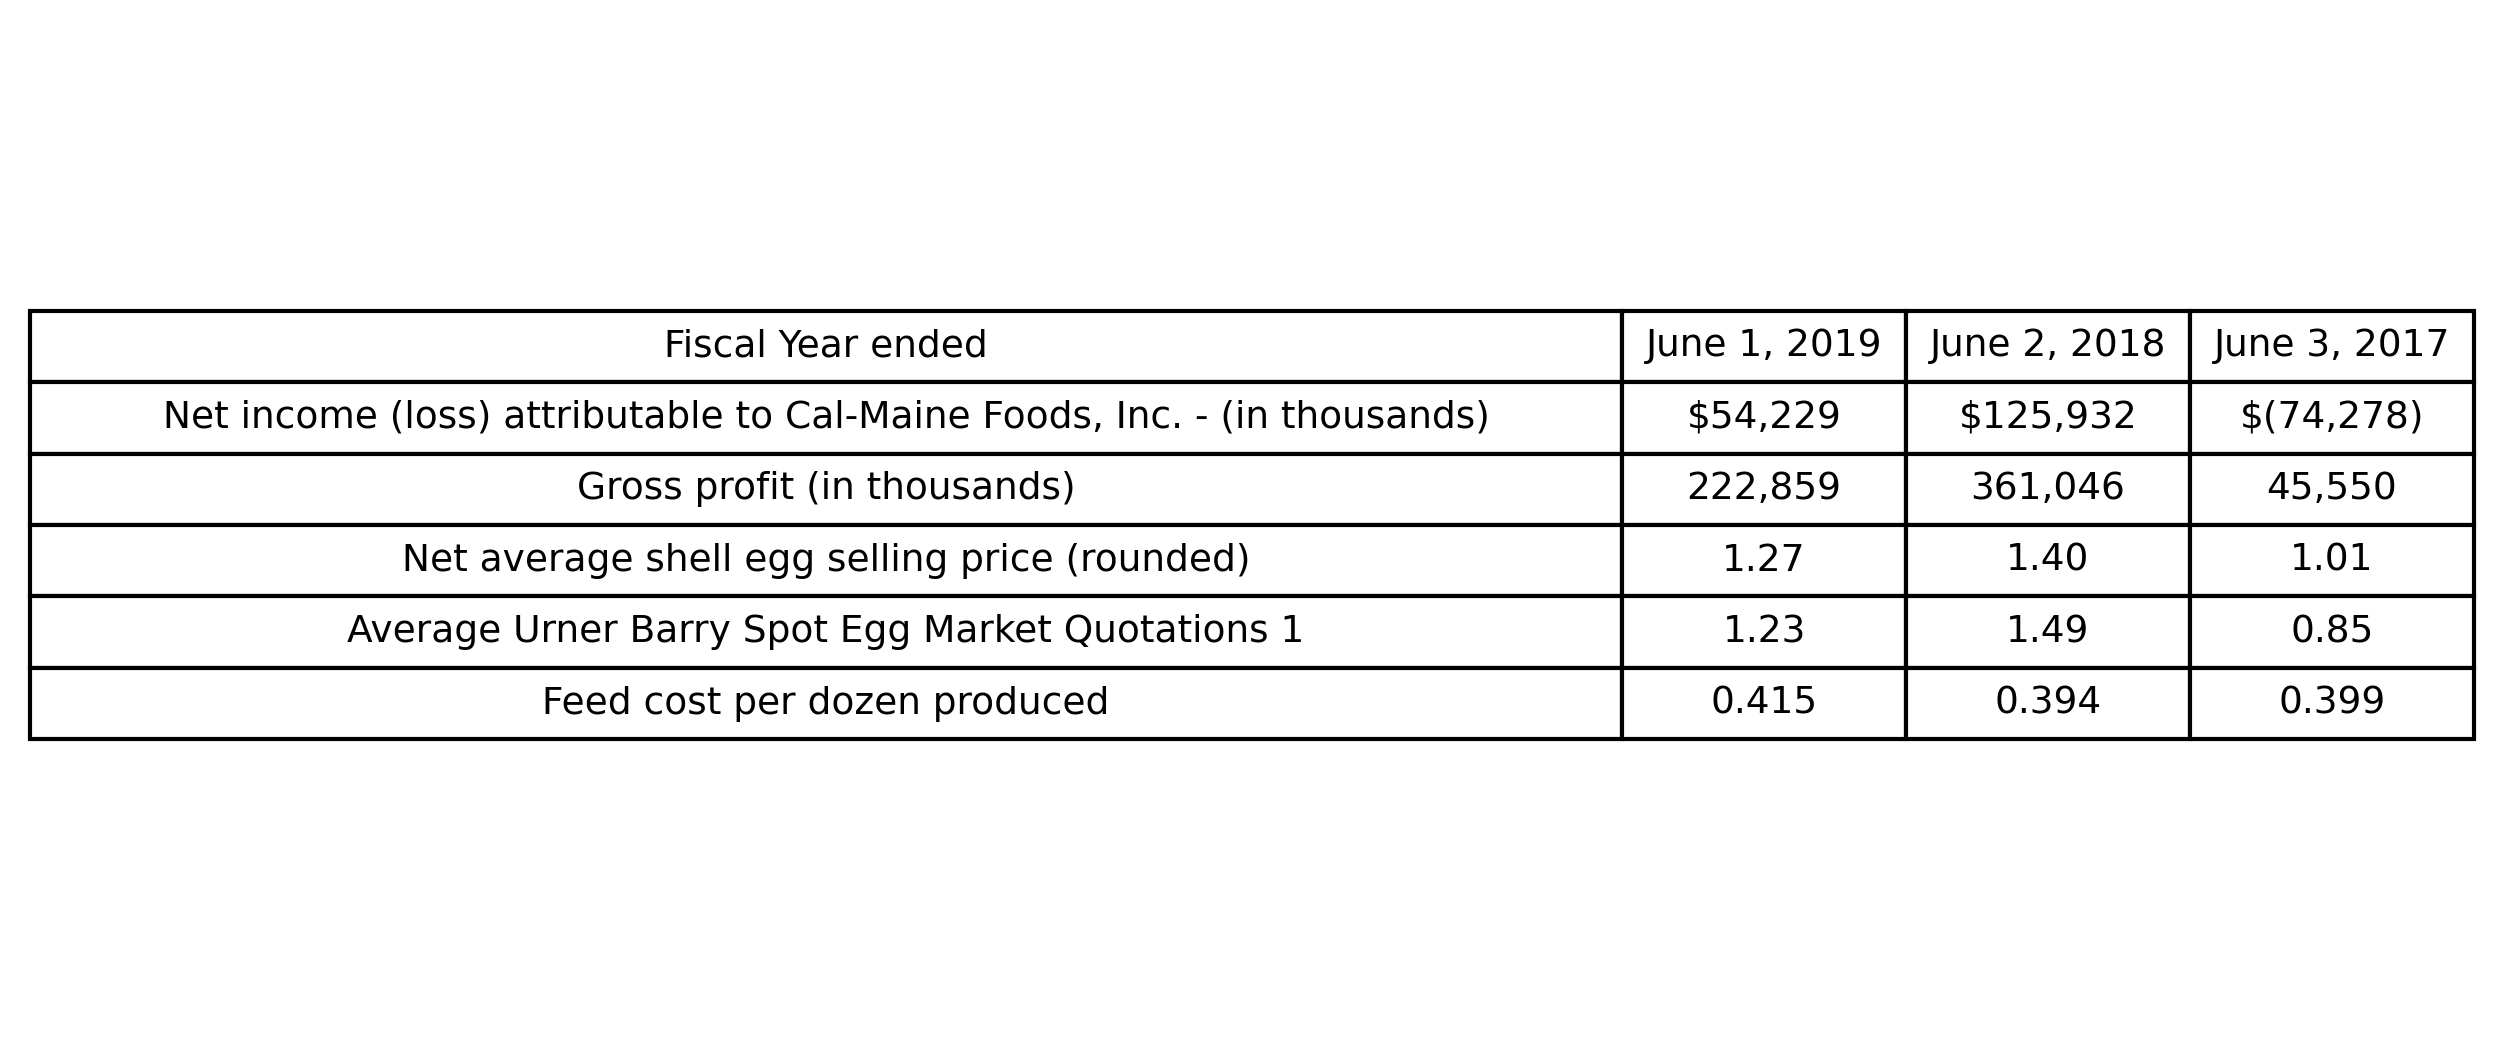 Fiscal Year ended June 1, 2019 June 2, 2018 June 3, 2017
Net income (loss) attributable to Cal-Maine Foods, Inc. - (in thousands) $54,229 $125,932 $(74,278)
Gross profit (in thousands) 222,859 361,046 45,550
Net average shell egg selling price (rounded) 1.27 1.40 1.01
Average Urner Barry Spot Egg Market Quotations 1 1.23 1.49 0.85
Feed cost per dozen produced 0.415 0.394 0.399